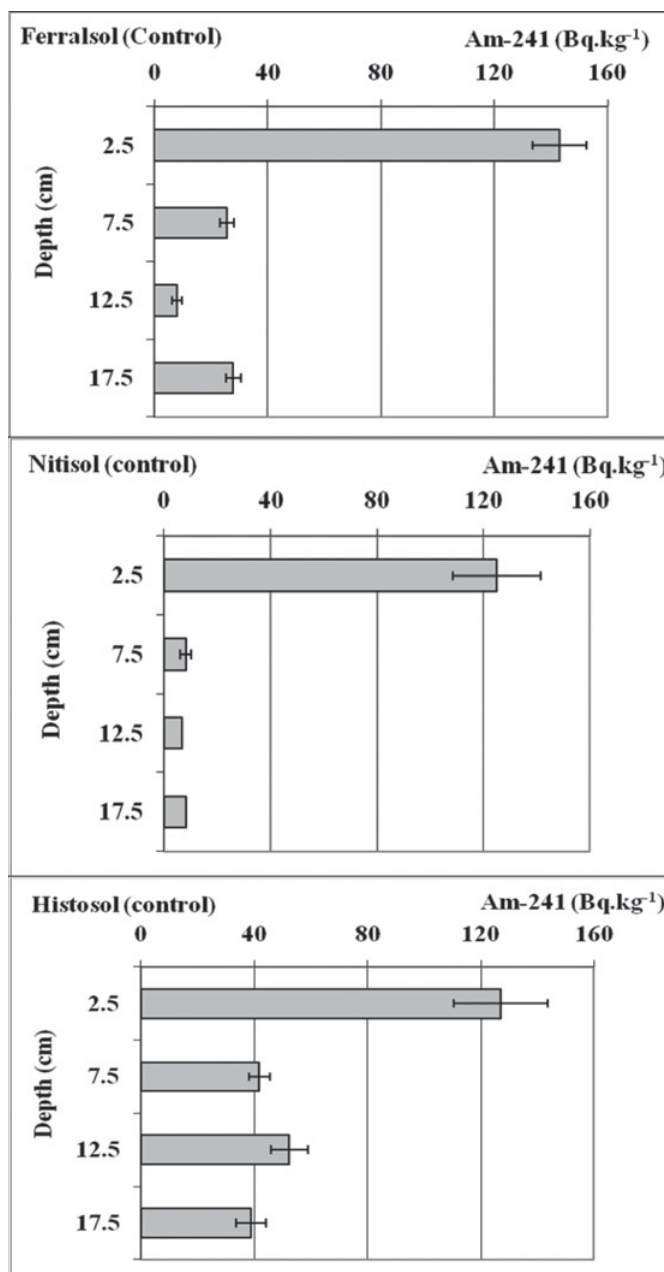 Ferralsol (Control) Am-241 (Bq.kg⁻¹)
0 40 80 120 160
Depth (cm)
2.5
7.5
12.5
17.5
Nitisol (control) Am-241 (Bq.kg⁻¹)
0 40 80 120 160
Depth (cm)
2.5
7.5
12.5
17.5
Histosol (control) Am-241 (Bq.kg⁻¹)
0 40 80 120 160
Depth (cm)
2.5
7.5
12.5
17.5